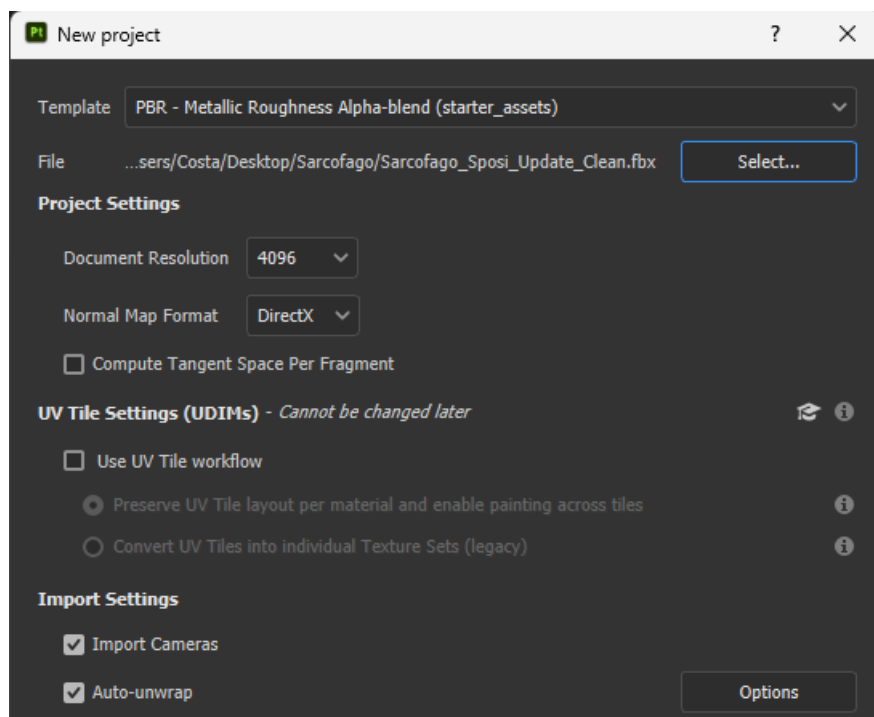 Pt New project ?
Template PBR - Metallic Roughness Alpha-blend (starter_assets)
File ...sers/Costa/Desktop/Sarcofago/Sarcofago_Sposi_Update_Clean.fbx Select...
Project Settings
Document Resolution 4096
Normal Map Format DirectX
Compute Tangent Space Per Fragment
UV Tile Settings (UDIMs) - Cannot be changed later
Use UV Tile workflow
Preserve UV Tile layout per material and enable painting across tiles
Convert UV Tiles into individual Texture Sets (legacy)
Import Settings
Import Cameras
Auto-unwrap Options